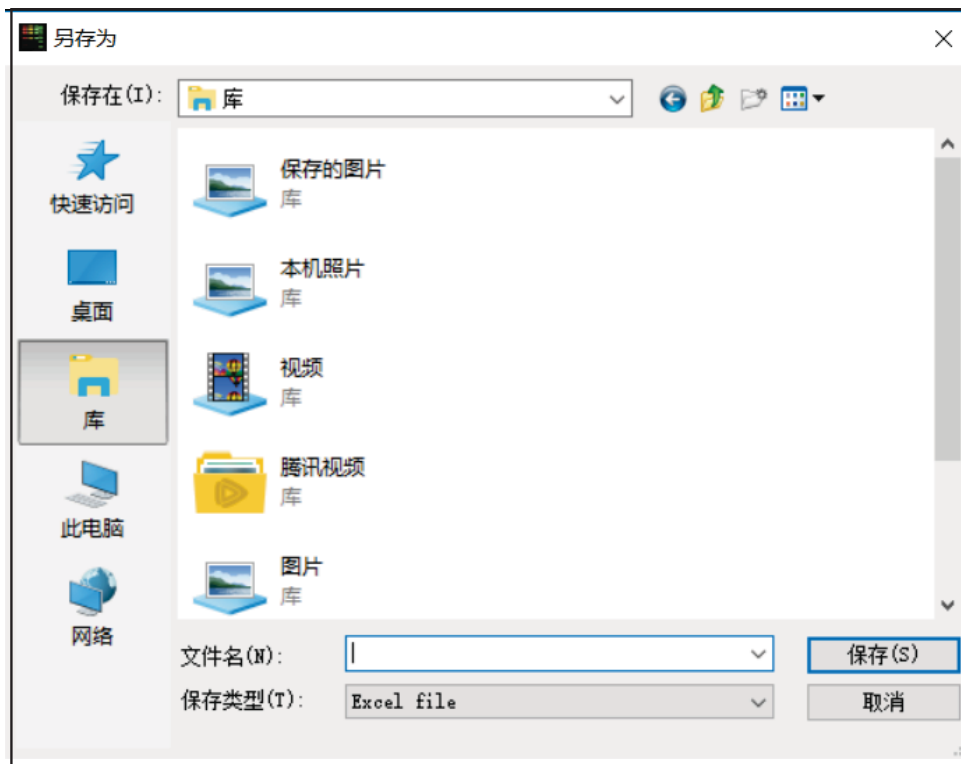 另存为
保存在(I):
库
快速访问
桌面
库
此电脑
网络
保存的图片
库
本机照片
库
视频
库
腾讯视频
库
图片
库
文件名(N):
保存(S)
保存类型(T):
Excel file
取消